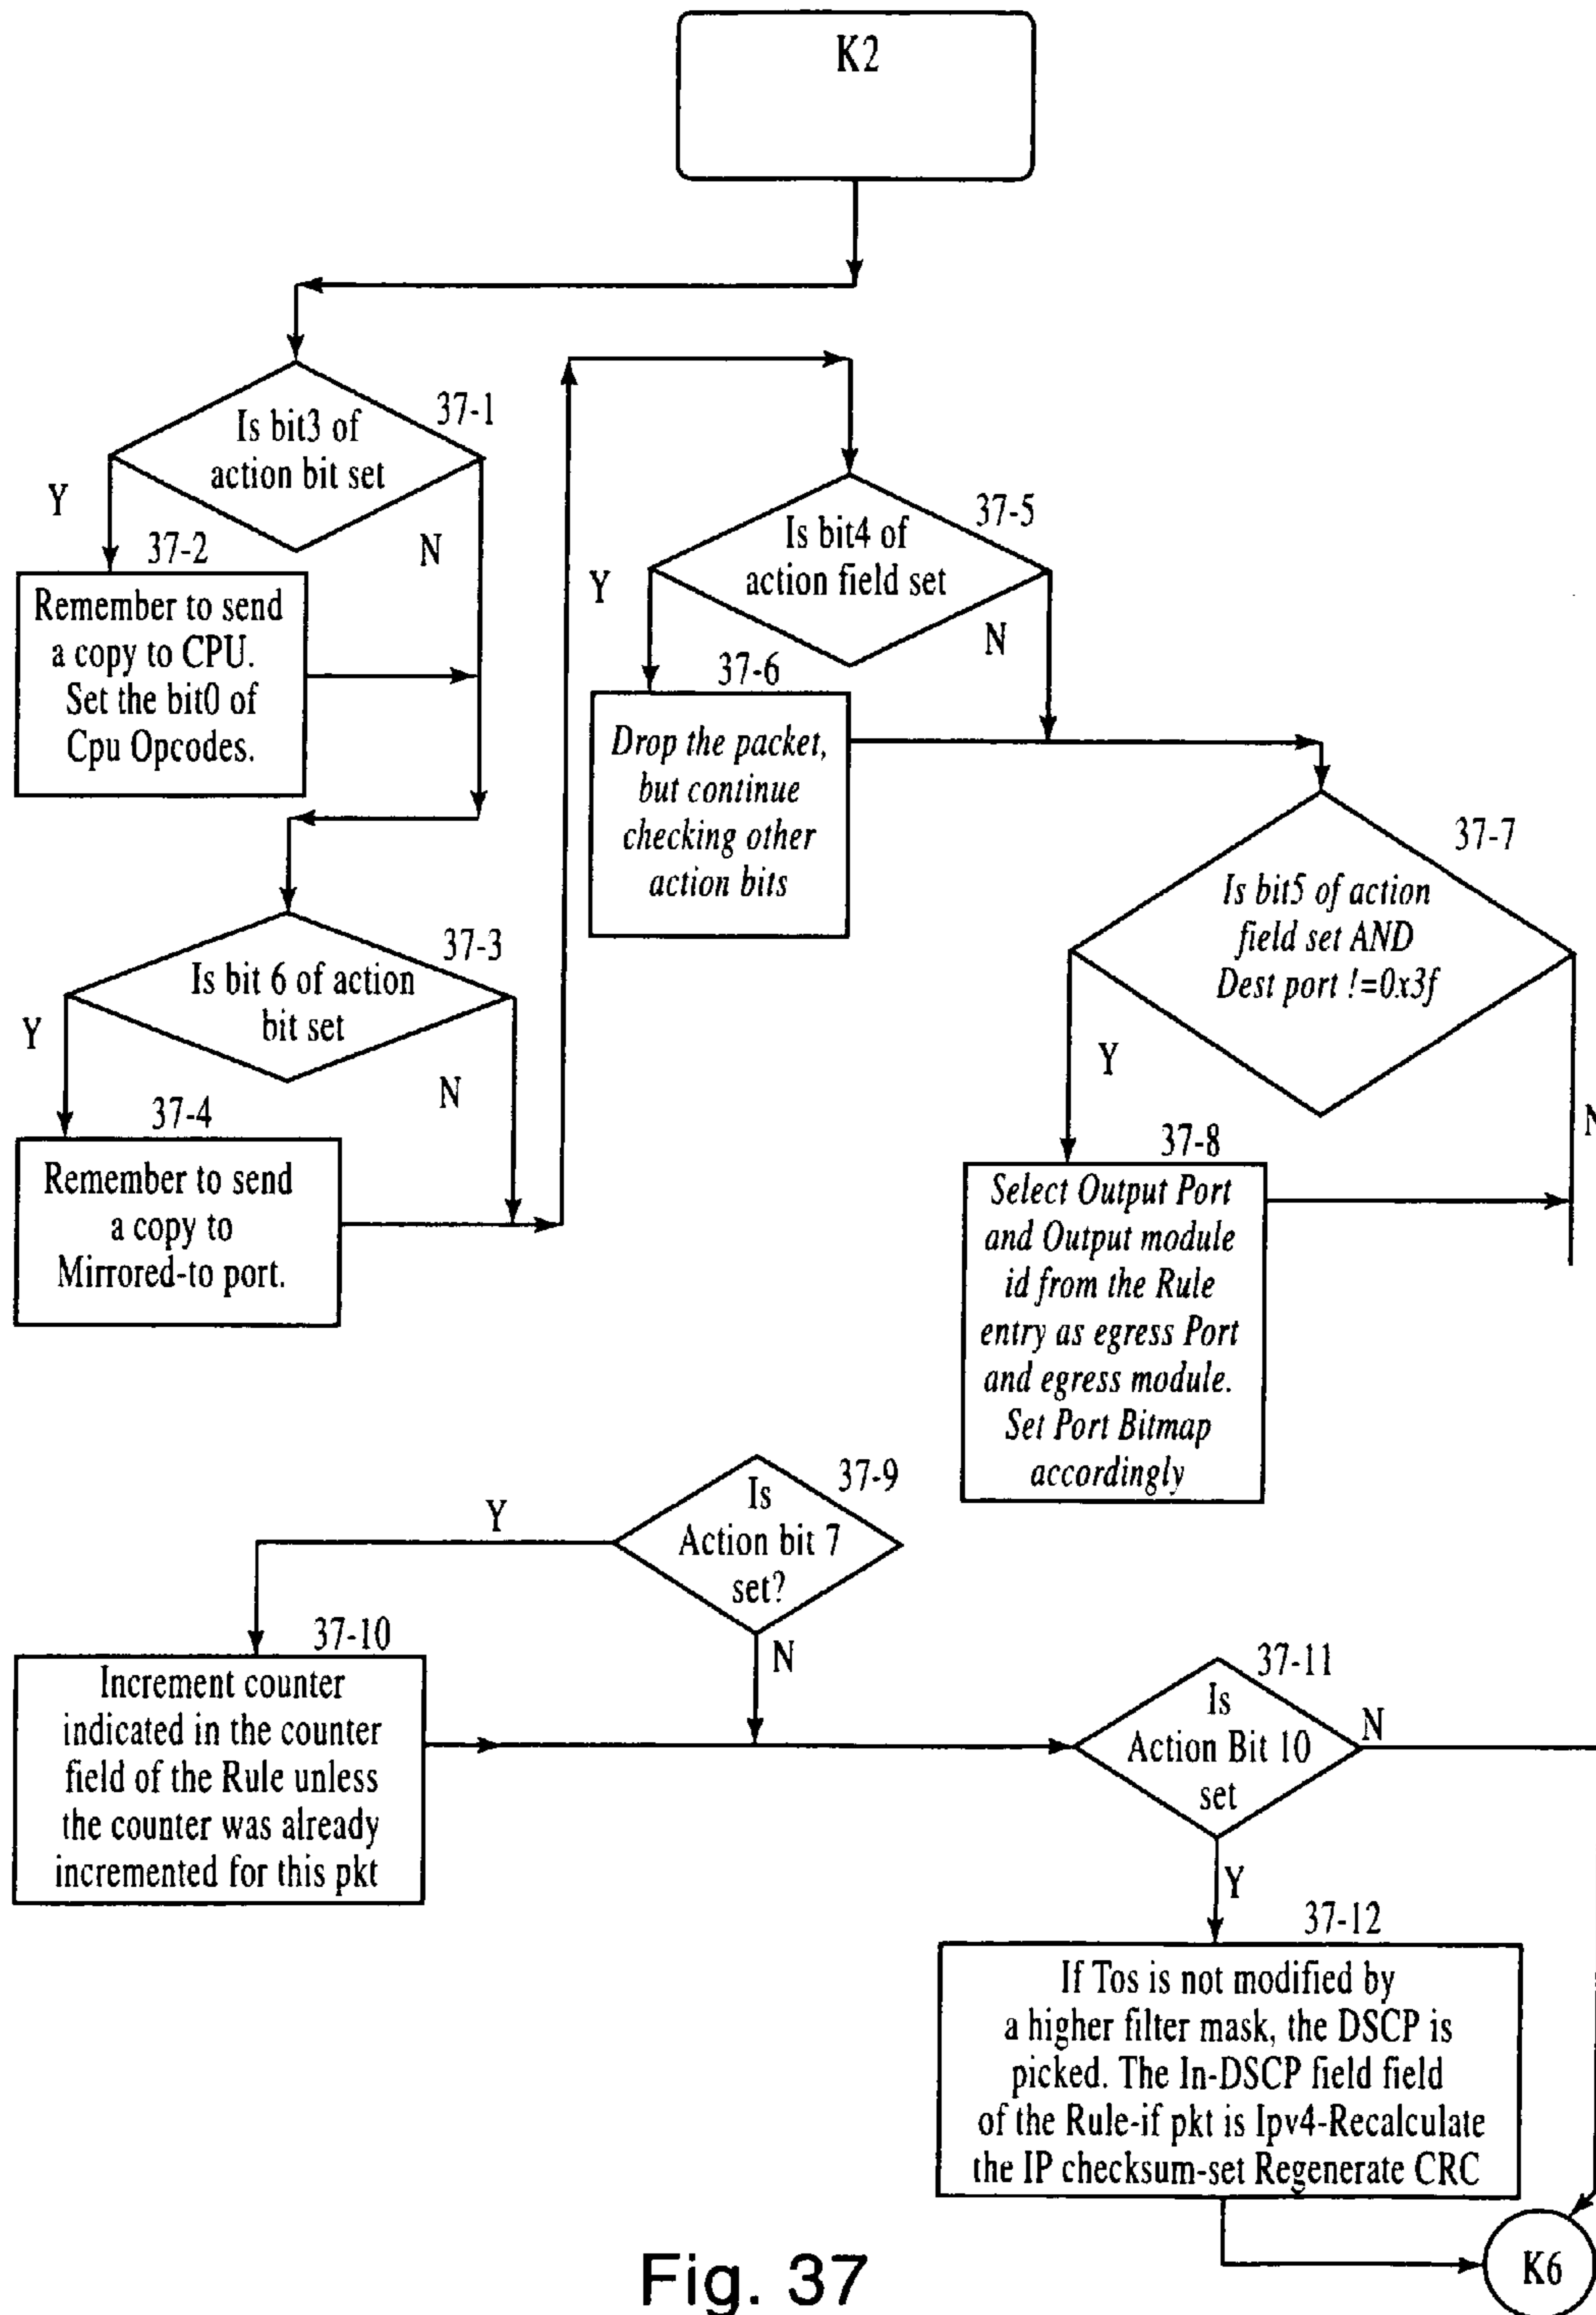 K2
37-1
Is bit3 of
action bit set
Y
N
37-2
Remember to send
a copy to CPU.
Set the bit0 of
Cpu Opcodes.
37-3
Is bit 6 of action
bit set
Y
N
37-4
Remember to send
a copy to
Mirrored-to port.
37-5
Is bit4 of
action field set
Y
N
37-6
Drop the packet,
but continue
checking other
action bits
37-7
Is bit5 of action
field set AND
Dest port !=0x3f
Y
N
37-8
Select Output Port
and Output module
id from the Rule
entry as egress Port
and egress module.
Set Port Bitmap
accordingly
37-9
Is
Action bit 7
set?
Y
N
37-10
Increment counter
indicated in the counter
field of the Rule unless
the counter was already
incremented for this pkt
37-11
Is
Action Bit 10
set
N
Y
37-12
If Tos is not modified by
a higher filter mask, the DSCP is
picked. The In-DSCP field field
of the Rule-if pkt is Ipv4-Recalculate
the IP checksum-set Regenerate CRC
K6
Fig. 37